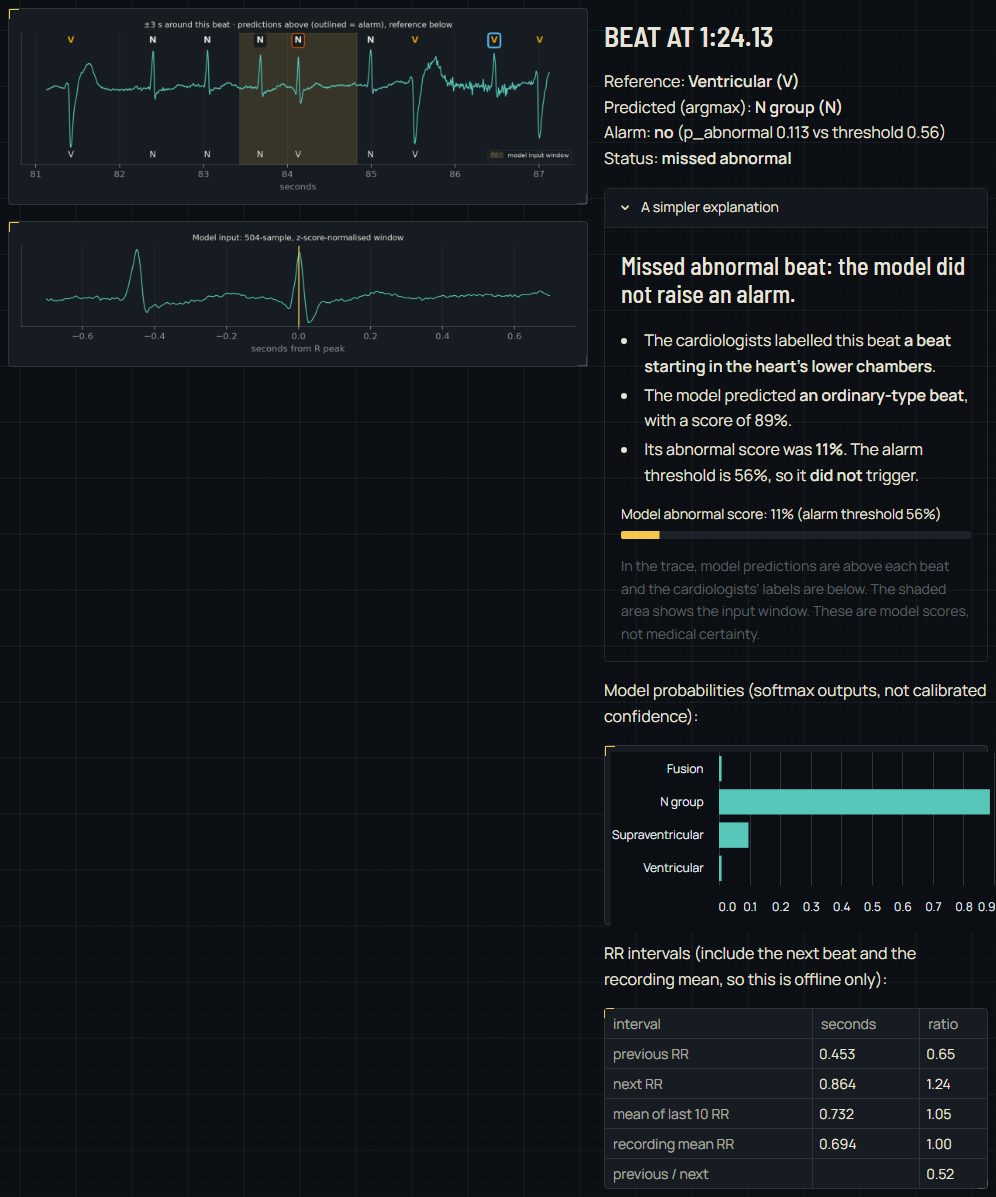 ±3 s around this beat · predictions above (outlined = alarm), reference below
V N N N N N V V V
V N N N V N V
model input window
81 82 83 84 85 86 87
seconds
Model input: 504-sample, z-score-normalised window
−0.6 −0.4 −0.2 0.0 0.2 0.4 0.6
seconds from R peak
BEAT AT 1:24.13
Reference: Ventricular (V)
Predicted (argmax): N group (N)
Alarm: no (p_abnormal 0.113 vs threshold 0.56)
Status: missed abnormal
A simpler explanation
Missed abnormal beat: the model did
not raise an alarm.
The cardiologists labelled this beat a beat
starting in the heart's lower chambers.
The model predicted an ordinary-type beat,
with a score of 89%.
Its abnormal score was 11%. The alarm
threshold is 56%, so it did not trigger.
Model abnormal score: 11% (alarm threshold 56%)
In the trace, model predictions are above each beat
and the cardiologists' labels are below. The shaded
area shows the input window. These are model scores,
not medical certainty.
Model probabilities (softmax outputs, not calibrated
confidence):
Fusion
N group
Supraventricular
Ventricular
0.0 0.1 0.2 0.3 0.4 0.5 0.6 0.7 0.8 0.9
RR intervals (include the next beat and the
recording mean, so this is offline only):
interval seconds ratio
previous RR 0.453 0.65
next RR 0.864 1.24
mean of last 10 RR 0.732 1.05
recording mean RR 0.694 1.00
previous / next 0.52